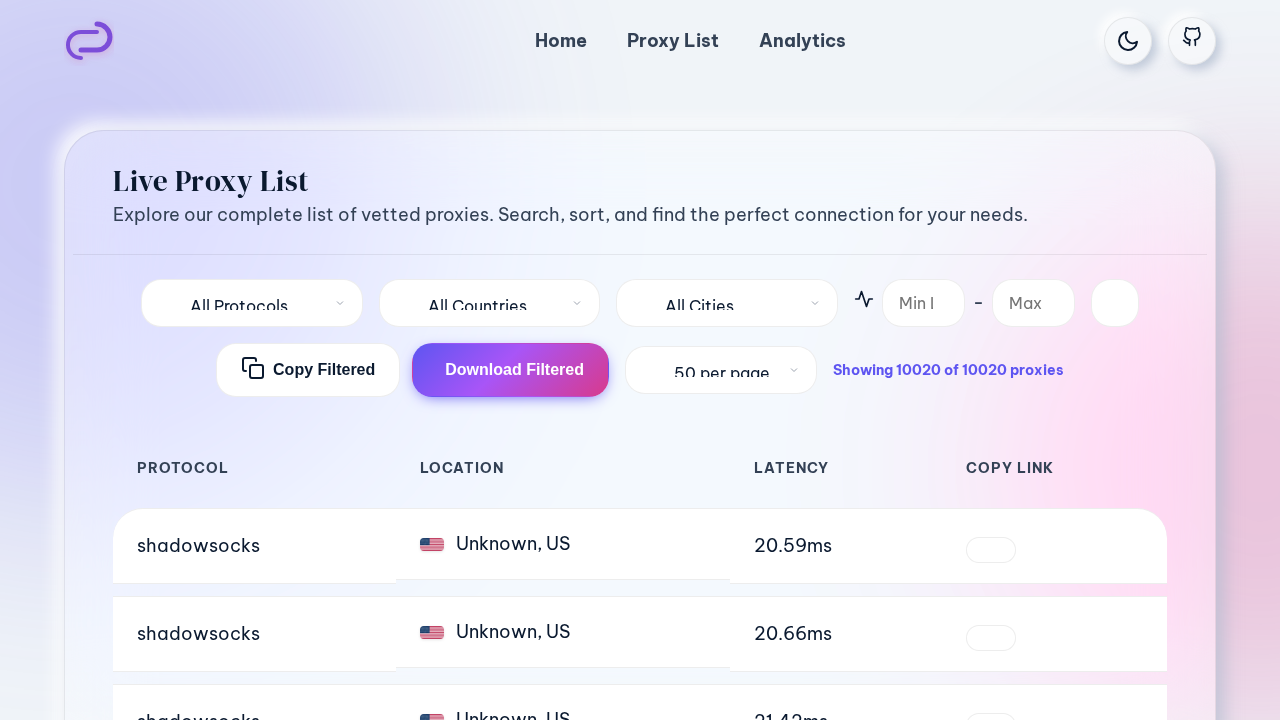 Home Proxy List Analytics
Live Proxy List
Explore our complete list of vetted proxies. Search, sort, and find the perfect connection for your needs.
All Protocols All Countries All Cities Min l – Max
Copy Filtered Download Filtered 50 per page Showing 10020 of 10020 proxies
PROTOCOL LOCATION LATENCY COPY LINK
shadowsocks Unknown, US 20.59ms
shadowsocks Unknown, US 20.66ms
shadowsocks Unknown, US 21.42ms